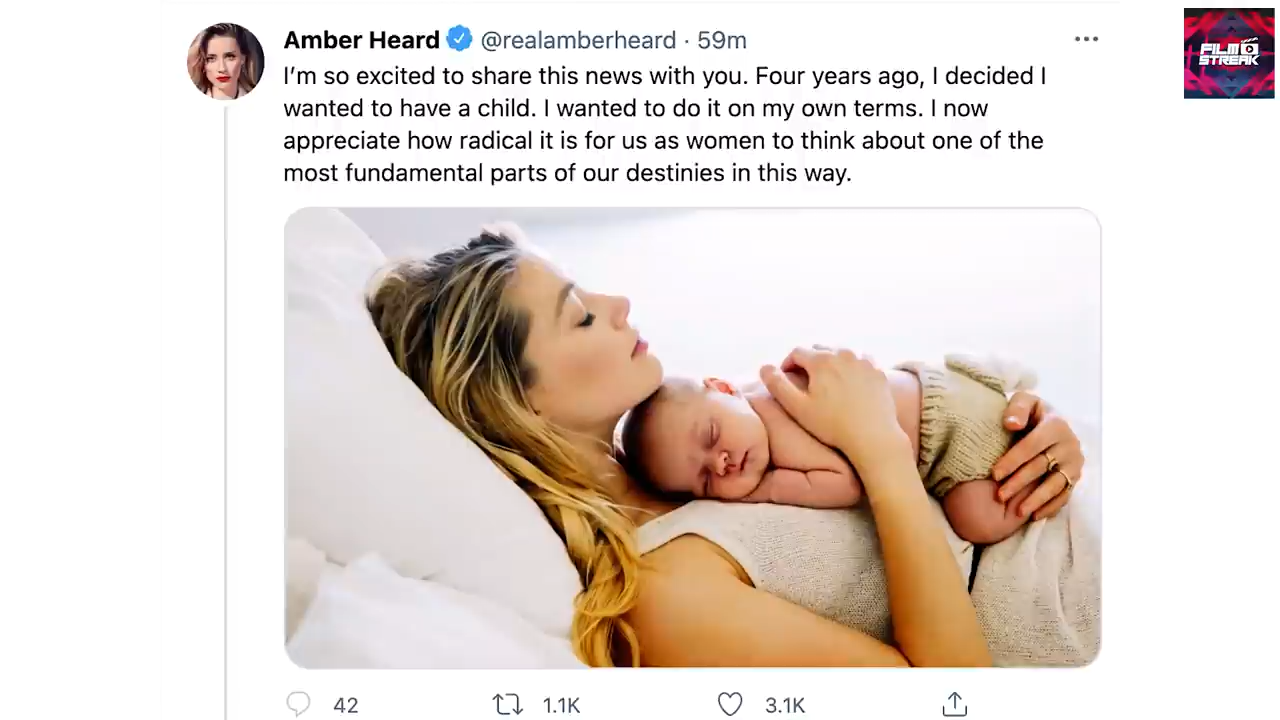 FILM
STREAK
Amber Heard @realamberheard · 59m
I'm so excited to share this news with you. Four years ago, I decided I
wanted to have a child. I wanted to do it on my own terms. I now
appreciate how radical it is for us as women to think about one of the
most fundamental parts of our destinies in this way.
42 1.1K 3.1K